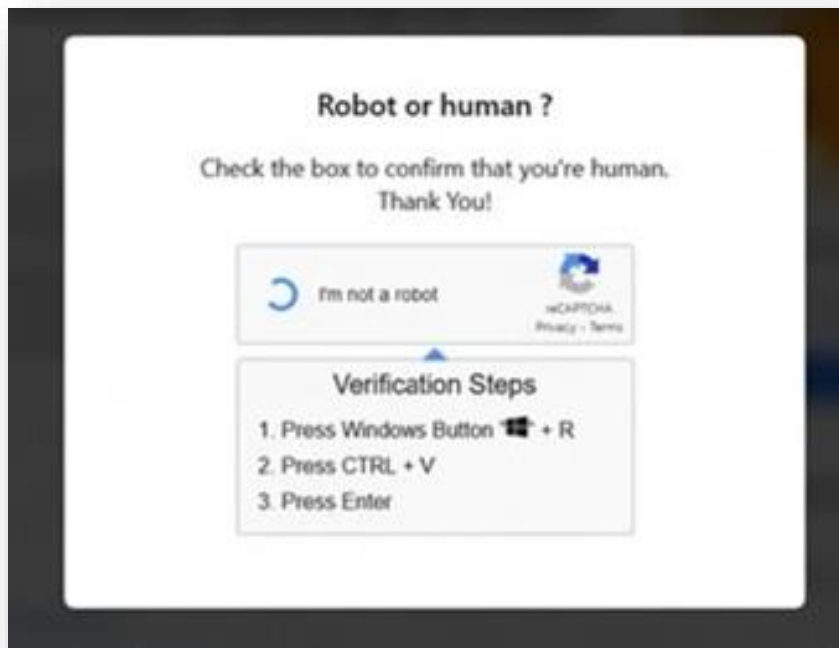 Robot or human ?
Check the box to confirm that you're human.
Thank You!
I'm not a robot
reCAPTCHA
Privacy - Terms
Verification Steps
1. Press Windows Button + R
2. Press CTRL + V
3. Press Enter